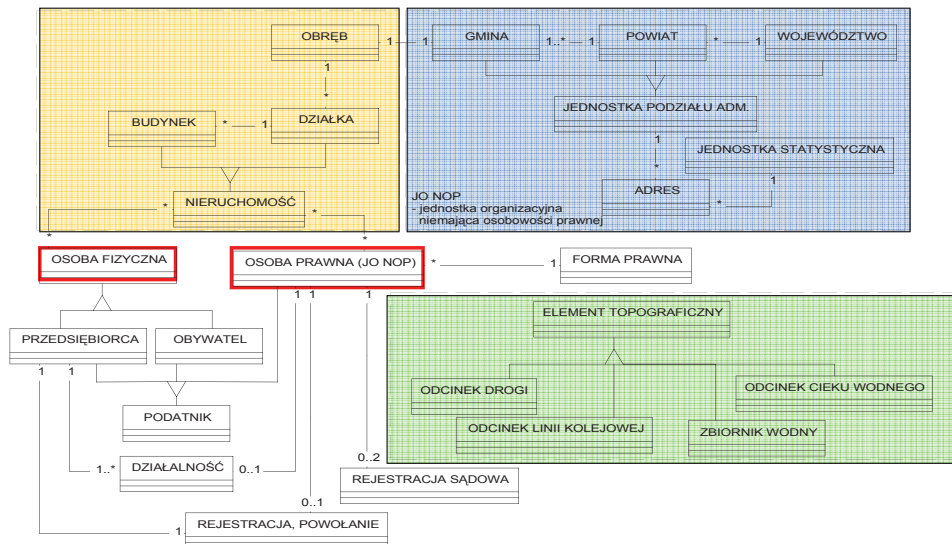 OBRĘB 1 1 GMINA 1..* 1 POWIAT * 1 WOJEWÓDZTWO
1
*
BUDYNEK * 1 DZIAŁKA
JEDNOSTKA PODZIAŁU ADM.
1
JEDNOSTKA STATYSTYCZNA
1
*
NIERUCHOMOŚĆ
* *
ADRES *
JO NOP
- jednostka organizacyjna
niemająca osobowości prawnej
* *
OSOBA FIZYCZNA
OSOBA PRAWNA (JO NOP) * 1 FORMA PRAWNA
1 1 1
ELEMENT TOPOGRAFICZNY
PRZEDSIĘBIORCA
OBYWATEL
1 1
ODCINEK DROGI
ODCINEK CIEKU WODNEGO
PODATNIK
ODCINEK LINII KOLEJOWEJ
ZBIORNIK WODNY
1..* DZIAŁALNOŚĆ 0..1
0..2
REJESTRACJA SĄDOWA
0..1
1 REJESTRACJA, POWOŁANIE